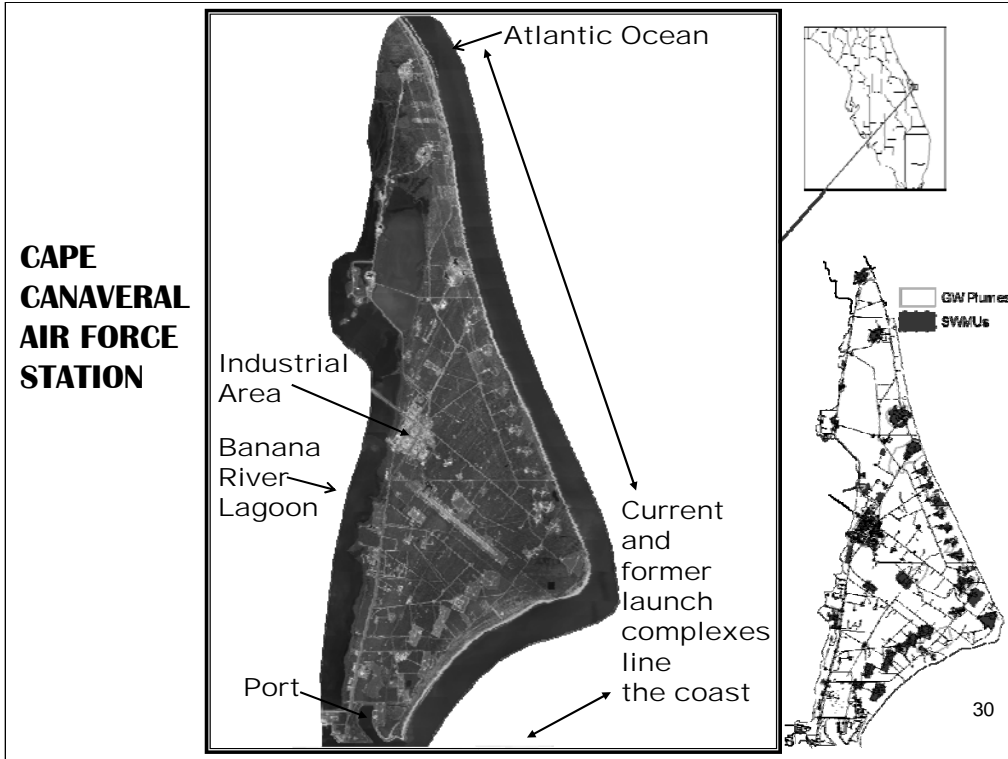 CAPE
CANAVERAL
AIR FORCE
STATION
Atlantic Ocean
Industrial
Area
Banana
River
Lagoon
Port
Current
and
former
launch
complexes
line
the coast
GW Plumes
SWMUs
30